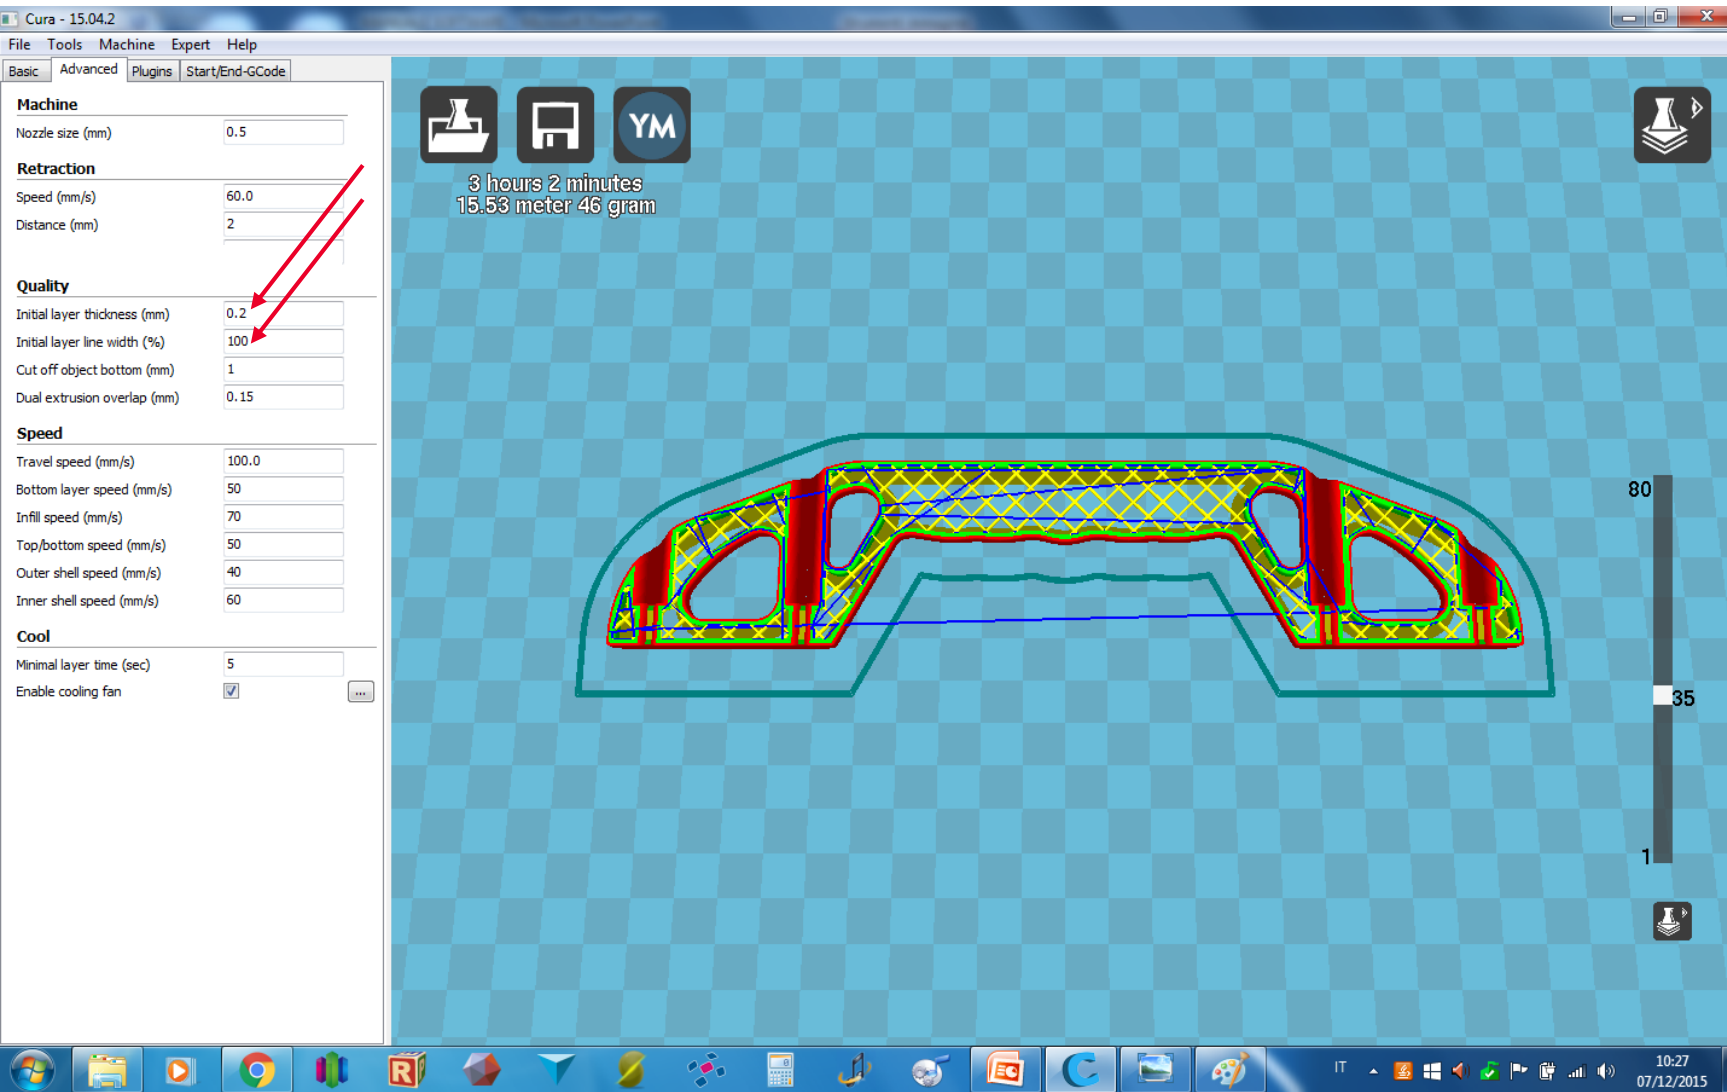 Cura - 15.04.2
File Tools Machine Expert Help
Basic Advanced Plugins Start/End-GCode
Machine
Nozzle size (mm) 0.5
Retraction
Speed (mm/s) 60.0
Distance (mm) 2
Quality
Initial layer thickness (mm) 0.2
Initial layer line width (%) 100
Cut off object bottom (mm) 1
Dual extrusion overlap (mm) 0.15
Speed
Travel speed (mm/s) 100.0
Bottom layer speed (mm/s) 50
Infill speed (mm/s) 70
Top/bottom speed (mm/s) 50
Outer shell speed (mm/s) 40
Inner shell speed (mm/s) 60
Cool
Minimal layer time (sec) 5
Enable cooling fan ...
YM
3 hours 2 minutes
15.53 meter 46 gram
80
35
1
IT
10:27
07/12/2015